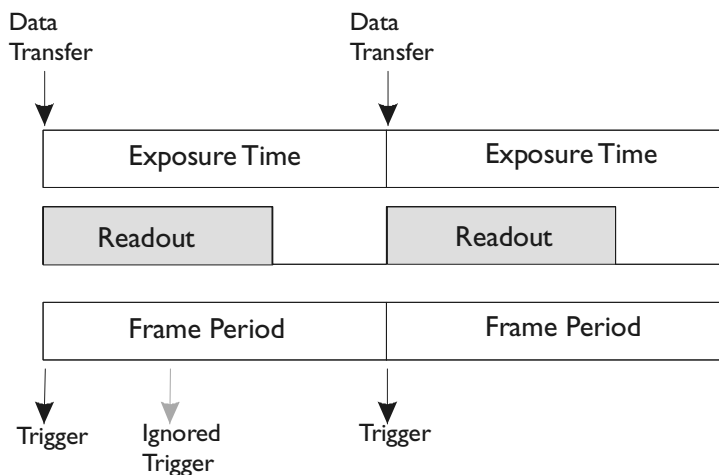 Data
Transfer
Data
Transfer
Exposure Time
Exposure Time
Readout
Readout
Frame Period
Frame Period
Trigger
Ignored
Trigger
Trigger